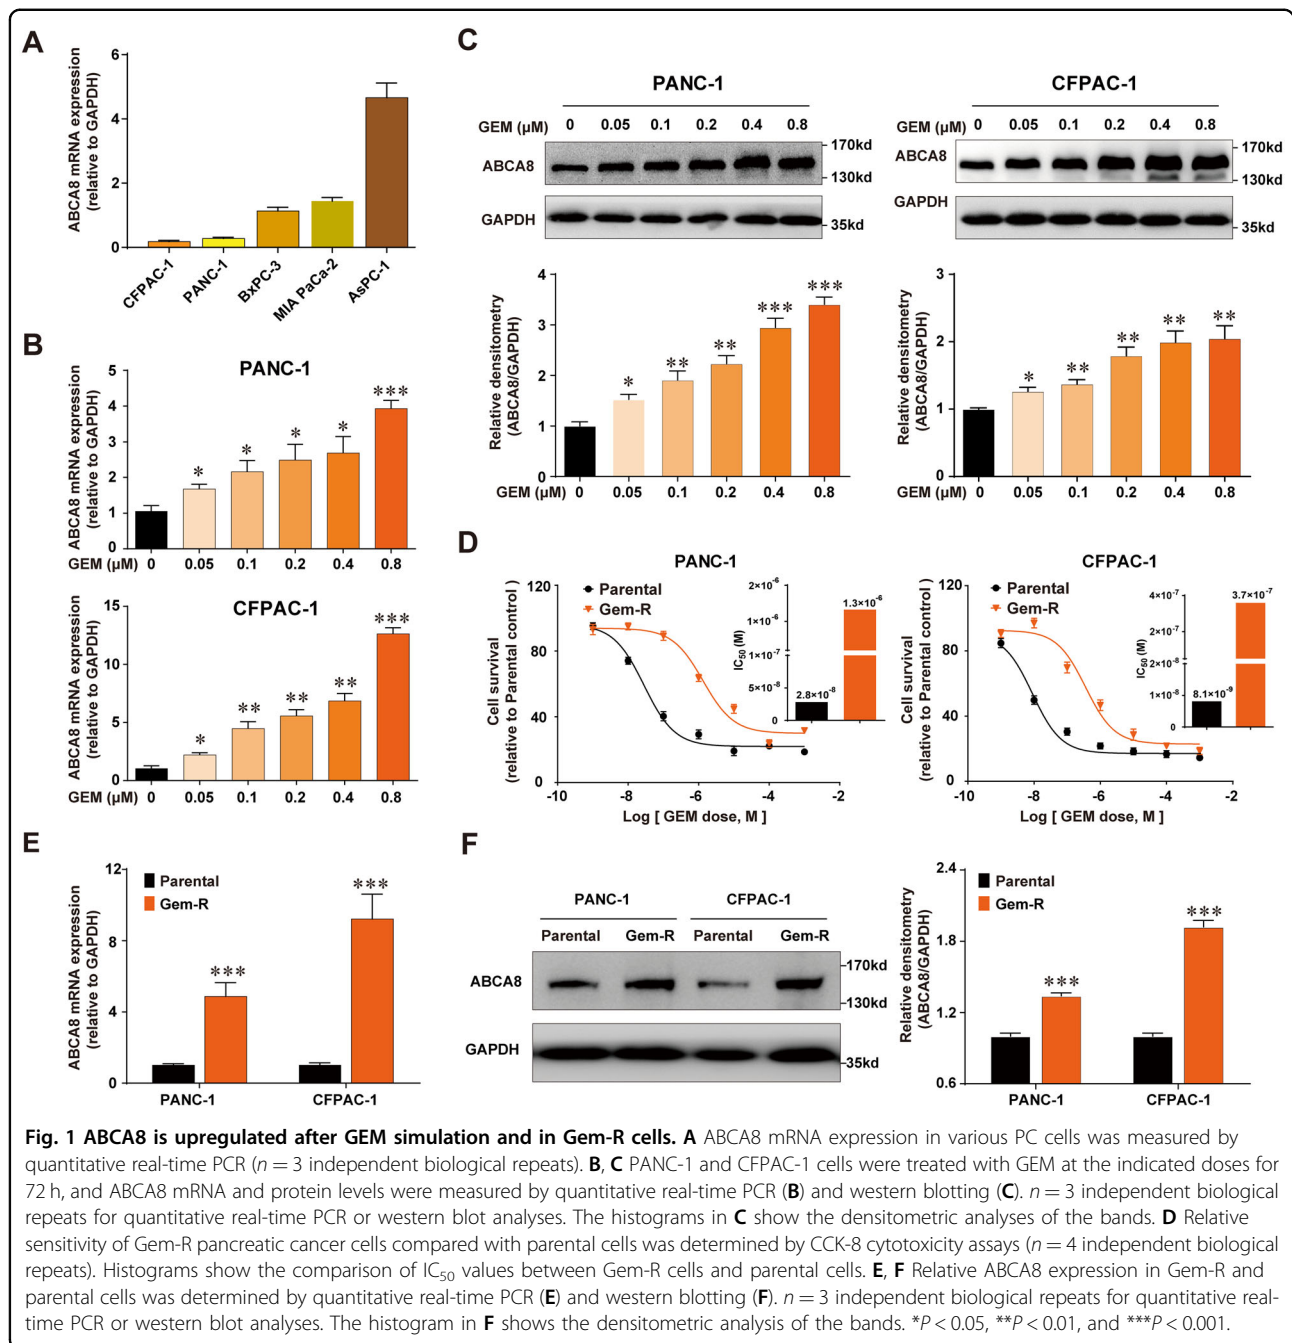 A
ABCA8 mRNA expression
(relative to GAPDH)
6
4
2
0
CFPAC-1
PANC-1
BxPC-3
MIA PaCa-2
AsPC-1
B
PANC-1
ABCA8 mRNA expression
(relative to GAPDH)
5
4
3
2
1
0
*
*
*
*
***
GEM (μM) 0 0.05 0.1 0.2 0.4 0.8
CFPAC-1
ABCA8 mRNA expression
(relative to GAPDH)
15
10
5
0
*
**
**
**
***
GEM (μM) 0 0.05 0.1 0.2 0.4 0.8
C
PANC-1
GEM (μM) 0 0.05 0.1 0.2 0.4 0.8
ABCA8
170kd
130kd
GAPDH
35kd
Relative densitometry
(ABCA8/GAPDH)
4
3
2
1
0
*
**
**
***
***
GEM (μM) 0 0.05 0.1 0.2 0.4 0.8
CFPAC-1
GEM (μM) 0 0.05 0.1 0.2 0.4 0.8
ABCA8
170kd
130kd
GAPDH
35kd
Relative densitometry
(ABCA8/GAPDH)
3
2
1
0
*
**
**
**
**
GEM (μM) 0 0.05 0.1 0.2 0.4 0.8
D
PANC-1
Cell survival
(relative to Parental control)
120
80
40
0
Parental
Gem-R
-10 -8 -6 -4 -2
Log [ GEM dose, M ]
IC50 (M)
2×10-6
1×10-6
1×10-7
5×10-8
0
2.8×10-8
1.3×10-6
CFPAC-1
Cell survival
(relative to Parental control)
120
80
40
0
Parental
Gem-R
-10 -8 -6 -4 -2
Log [ GEM dose, M ]
IC50 (M)
4×10-7
2×10-7
2×10-8
1×10-8
0
8.1×10-9
3.7×10-7
E
ABCA8 mRNA expression
(relative to GAPDH)
12
8
4
0
Parental
Gem-R
***
***
PANC-1 CFPAC-1
F
PANC-1 CFPAC-1
Parental Gem-R Parental Gem-R
ABCA8
170kd
130kd
GAPDH
35kd
Relative densitometry
(ABCA8/GAPDH)
2.4
1.8
1.2
0.6
Parental
Gem-R
***
***
PANC-1 CFPAC-1
Fig. 1 ABCA8 is upregulated after GEM simulation and in Gem-R cells. A ABCA8 mRNA expression in various PC cells was measured by
quantitative real-time PCR (n = 3 independent biological repeats). B, C PANC-1 and CFPAC-1 cells were treated with GEM at the indicated doses for
72 h, and ABCA8 mRNA and protein levels were measured by quantitative real-time PCR (B) and western blotting (C). n = 3 independent biological
repeats for quantitative real-time PCR or western blot analyses. The histograms in C show the densitometric analyses of the bands. D Relative
sensitivity of Gem-R pancreatic cancer cells compared with parental cells was determined by CCK-8 cytotoxicity assays (n = 4 independent biological
repeats). Histograms show the comparison of IC50 values between Gem-R cells and parental cells. E, F Relative ABCA8 expression in Gem-R and
parental cells was determined by quantitative real-time PCR (E) and western blotting (F). n = 3 independent biological repeats for quantitative real-
time PCR or western blot analyses. The histogram in F shows the densitometric analysis of the bands. *P < 0.05, **P < 0.01, and ***P < 0.001.